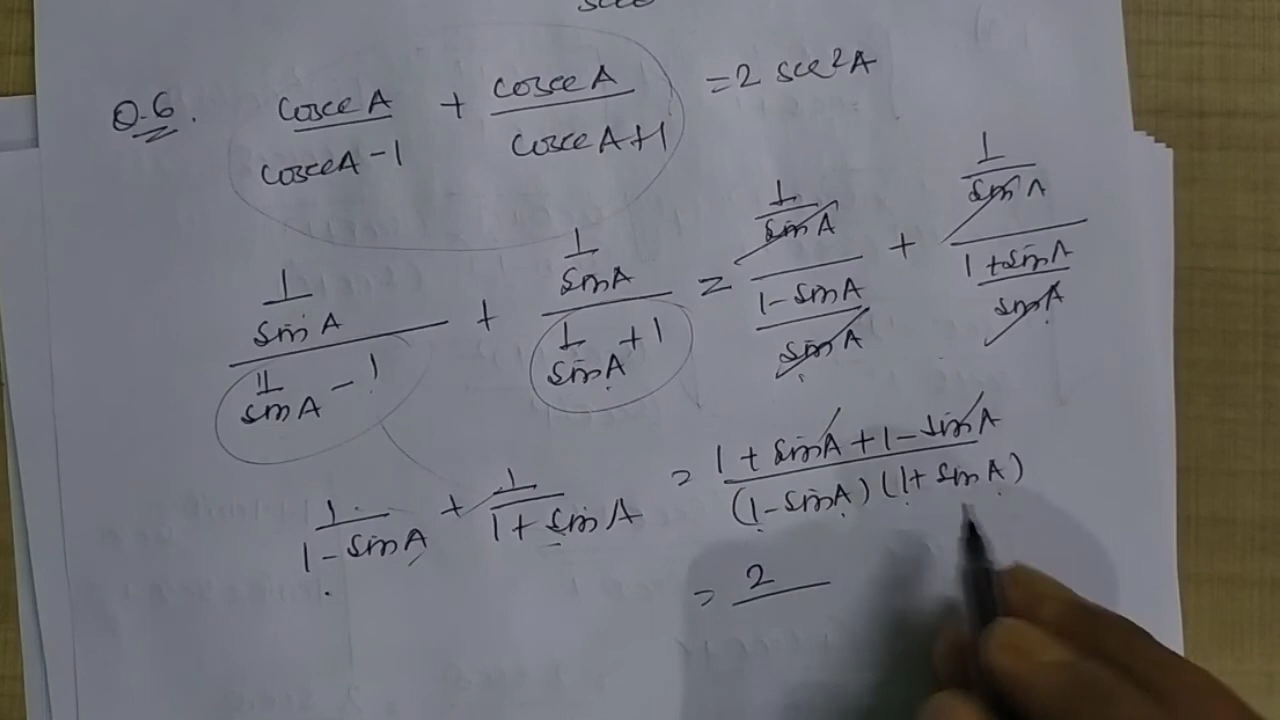 Q.6. cosecA/cosecA-1 + cosecA/cosecA+1 = 2 sec²A
1/sinA / 1/sinA - 1 + 1/sinA / 1/sinA + 1 = 1/sinA / 1-sinA/sinA + 1/sinA / 1+sinA/sinA
1/1-sinA + 1/1+sinA = 1+sinA+1-sinA/(1-sinA)(1+sinA)
= 2